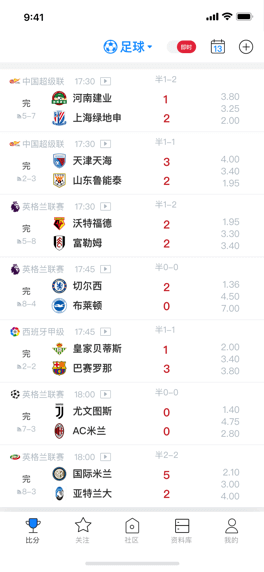 9:41
足球 即时 13
中国超级联 17:30 半1-2
完 河南建业 1 3.80
5-7 上海绿地申 2 3.25
2.00
中国超级联 17:30 半1-1
完 天津天海 3 4.00
2-3 山东鲁能泰 2 3.40
1.95
英格兰联赛 17:30 半1-2
完 沃特福德 2 1.95
5-8 富勒姆 2 3.30
3.40
英格兰联赛 17:45 半0-0
完 切尔西 2 1.36
8-4 布莱顿 0 4.50
7.00
西班牙甲级 17:45 半1-1
完 皇家贝蒂斯 1 2.00
2-2 巴赛罗那 3 3.40
3.80
英格兰联赛 18:00 半0-0
完 尤文图斯 0 1.40
7-3 AC米兰 0 4.75
2.80
英格兰联赛 18:00 半2-2
完 国际米兰 5 2.10
8-3 亚特兰大 2 3.00
4.00
比分 关注 社区 资料库 我的